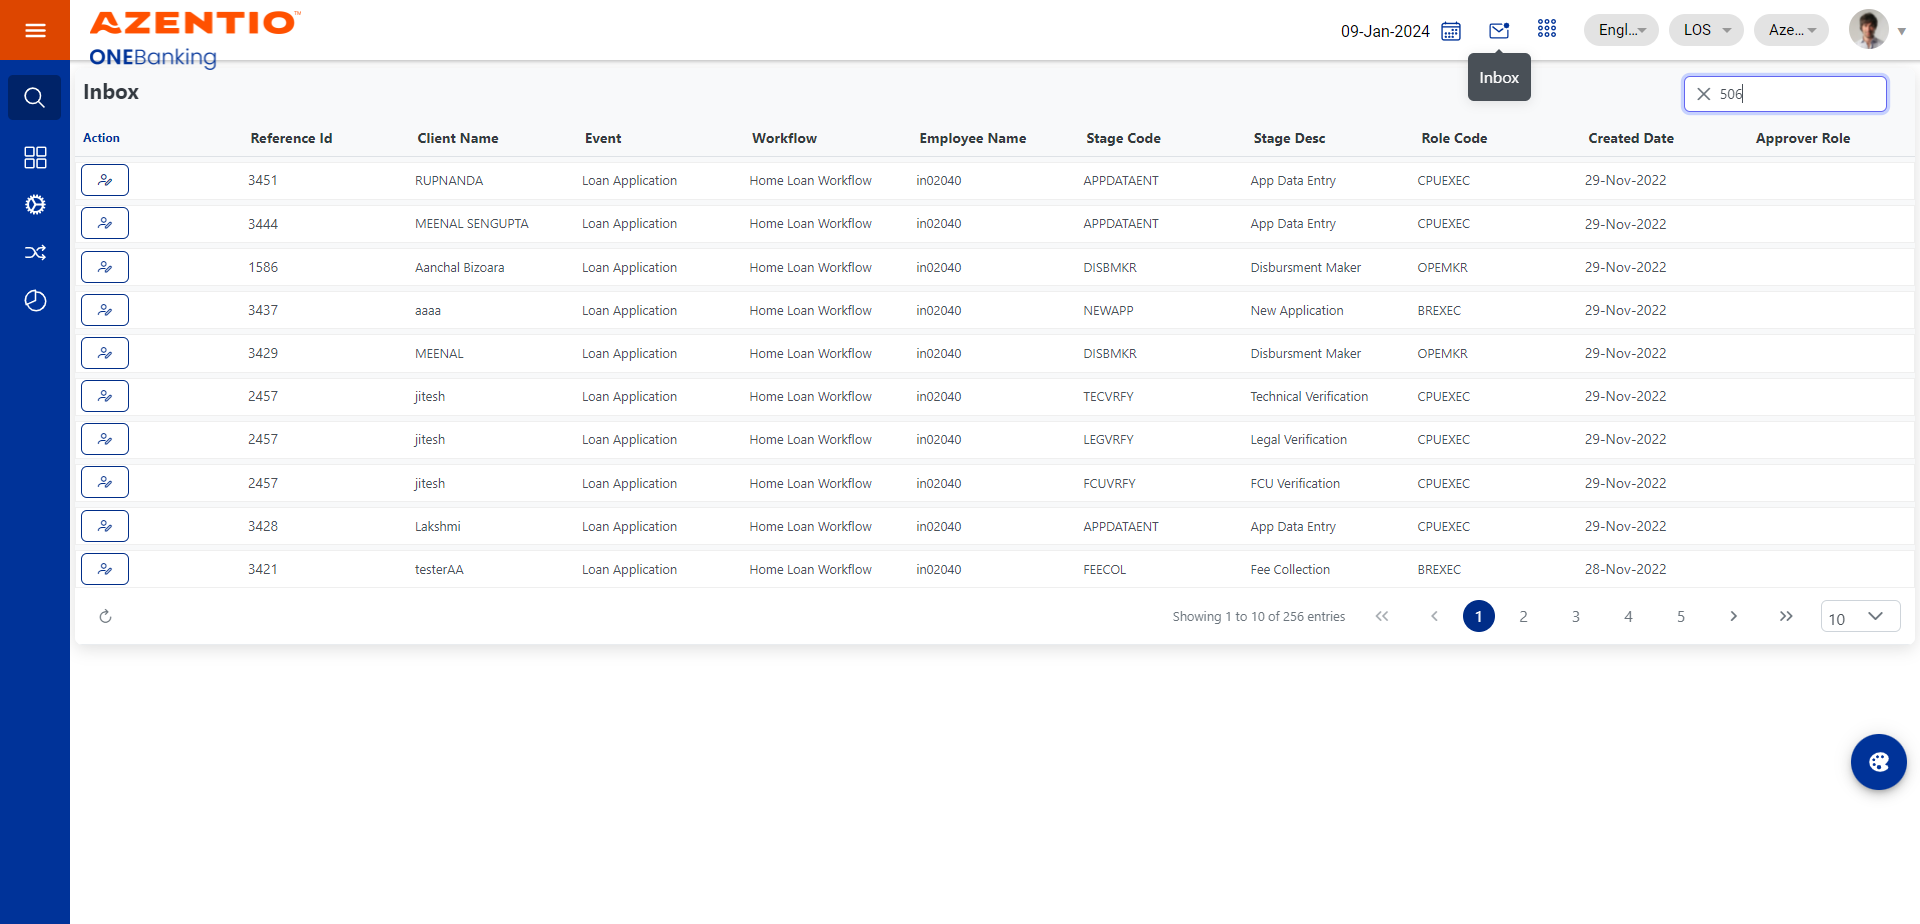 AZENTIO™
ONEBanking
09-Jan-2024
Engl...
LOS
Aze...
Inbox
Inbox
506
Action Reference Id Client Name Event Workflow Employee Name Stage Code Stage Desc Role Code Created Date Approver Role
3451 RUPNANDA Loan Application Home Loan Workflow in02040 APPDATAENT App Data Entry CPUEXEC 29-Nov-2022
3444 MEENAL SENGUPTA Loan Application Home Loan Workflow in02040 APPDATAENT App Data Entry CPUEXEC 29-Nov-2022
1586 Aanchal Bizoara Loan Application Home Loan Workflow in02040 DISBMKR Disbursment Maker OPEMKR 29-Nov-2022
3437 aaaa Loan Application Home Loan Workflow in02040 NEWAPP New Application BREXEC 29-Nov-2022
3429 MEENAL Loan Application Home Loan Workflow in02040 DISBMKR Disbursment Maker OPEMKR 29-Nov-2022
2457 jitesh Loan Application Home Loan Workflow in02040 TECVRFY Technical Verification CPUEXEC 29-Nov-2022
2457 jitesh Loan Application Home Loan Workflow in02040 LEGVRFY Legal Verification CPUEXEC 29-Nov-2022
2457 jitesh Loan Application Home Loan Workflow in02040 FCUVRFY FCU Verification CPUEXEC 29-Nov-2022
3428 Lakshmi Loan Application Home Loan Workflow in02040 APPDATAENT App Data Entry CPUEXEC 29-Nov-2022
3421 testerAA Loan Application Home Loan Workflow in02040 FEECOL Fee Collection BREXEC 28-Nov-2022
Showing 1 to 10 of 256 entries 1 2 3 4 5 10